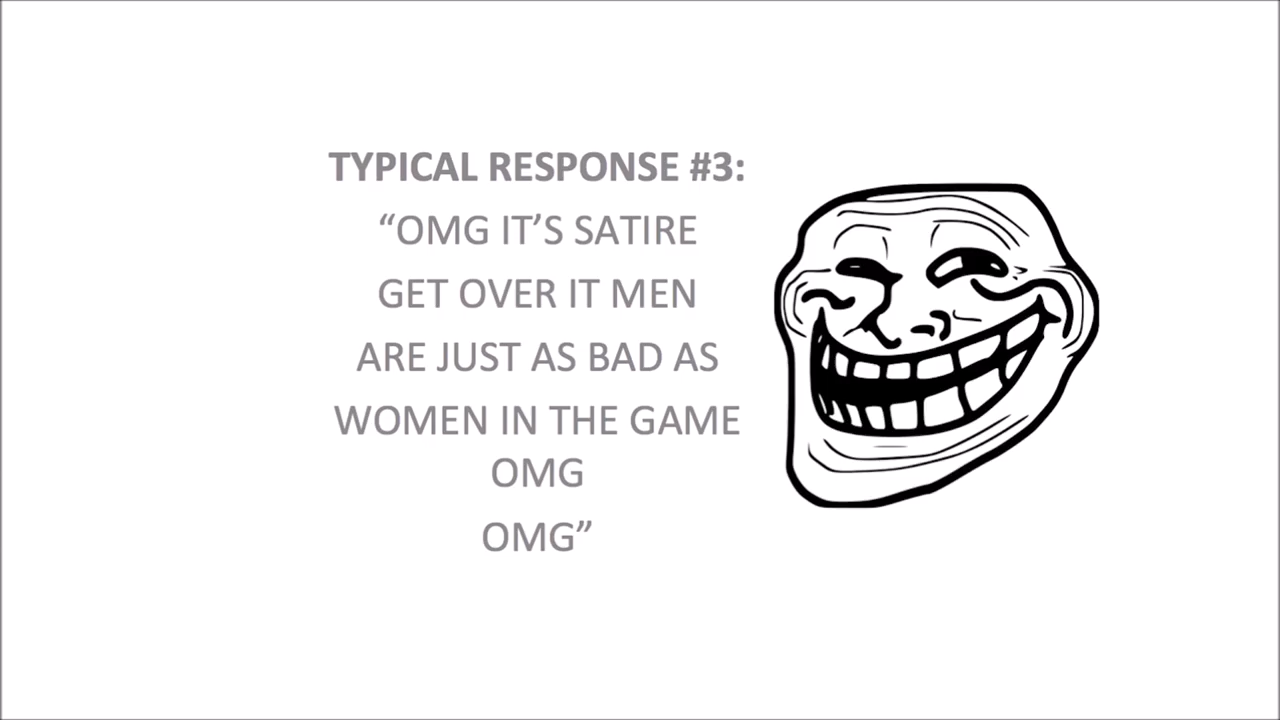 TYPICAL RESPONSE #3:
“OMG IT’S SATIRE
GET OVER IT MEN
ARE JUST AS BAD AS
WOMEN IN THE GAME
OMG
OMG”